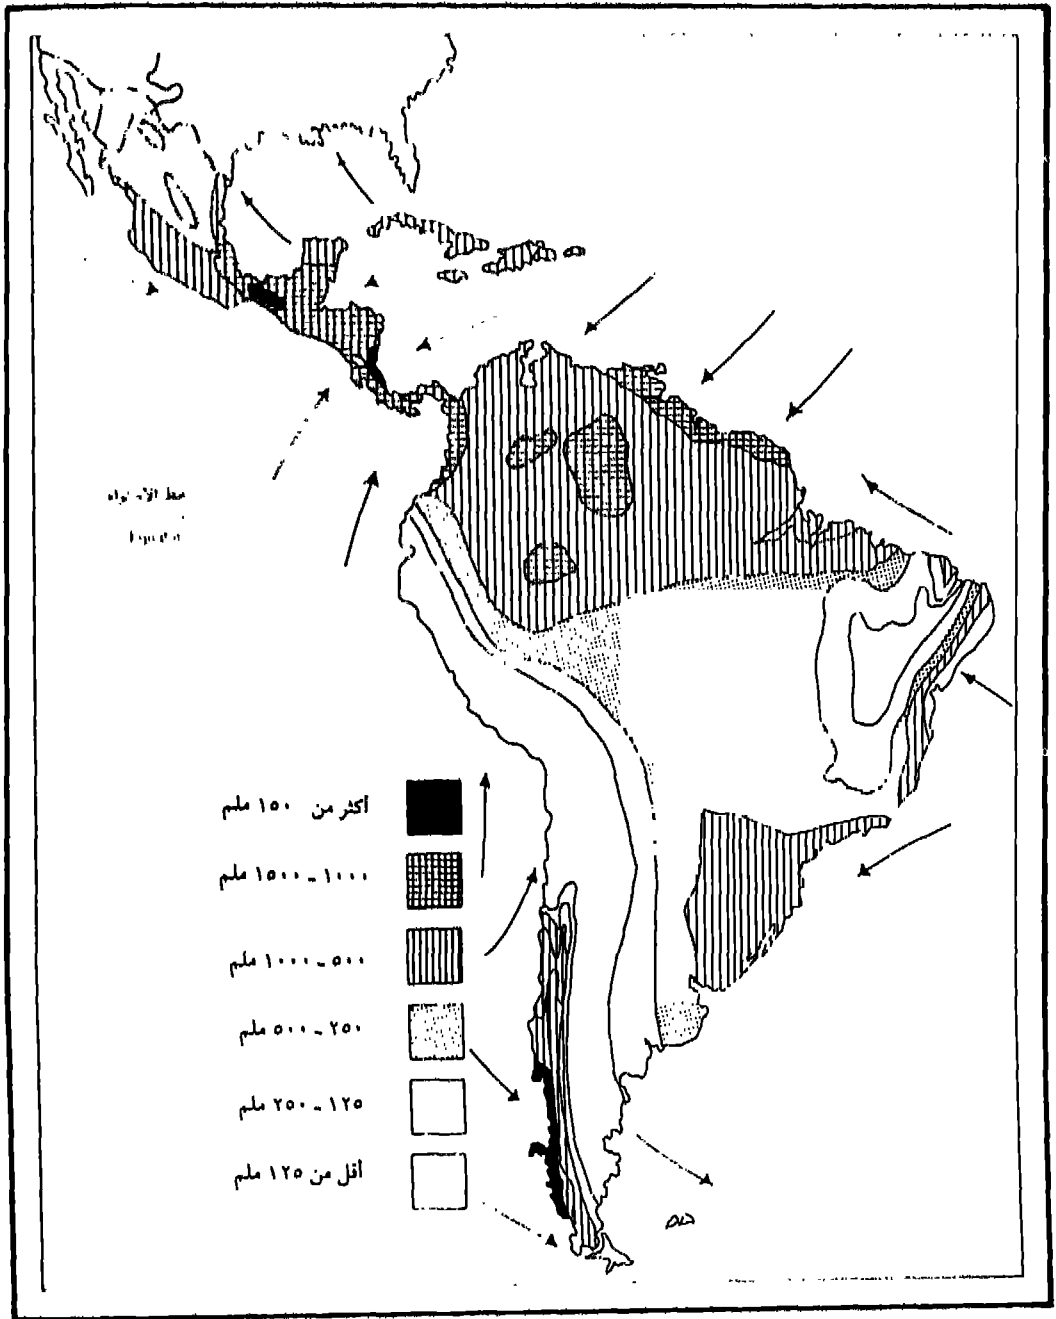 أكثر من ١٥٠ ملم
١٠٠٠ ـ ١٥٠٠ ملم
٥٠٠ ـ ١٠٠٠ ملم
٢٥٠ ـ ٥٠٠ ملم
١٢٥ ـ ٢٥٠ ملم
أقل من ١٢٥ ملم